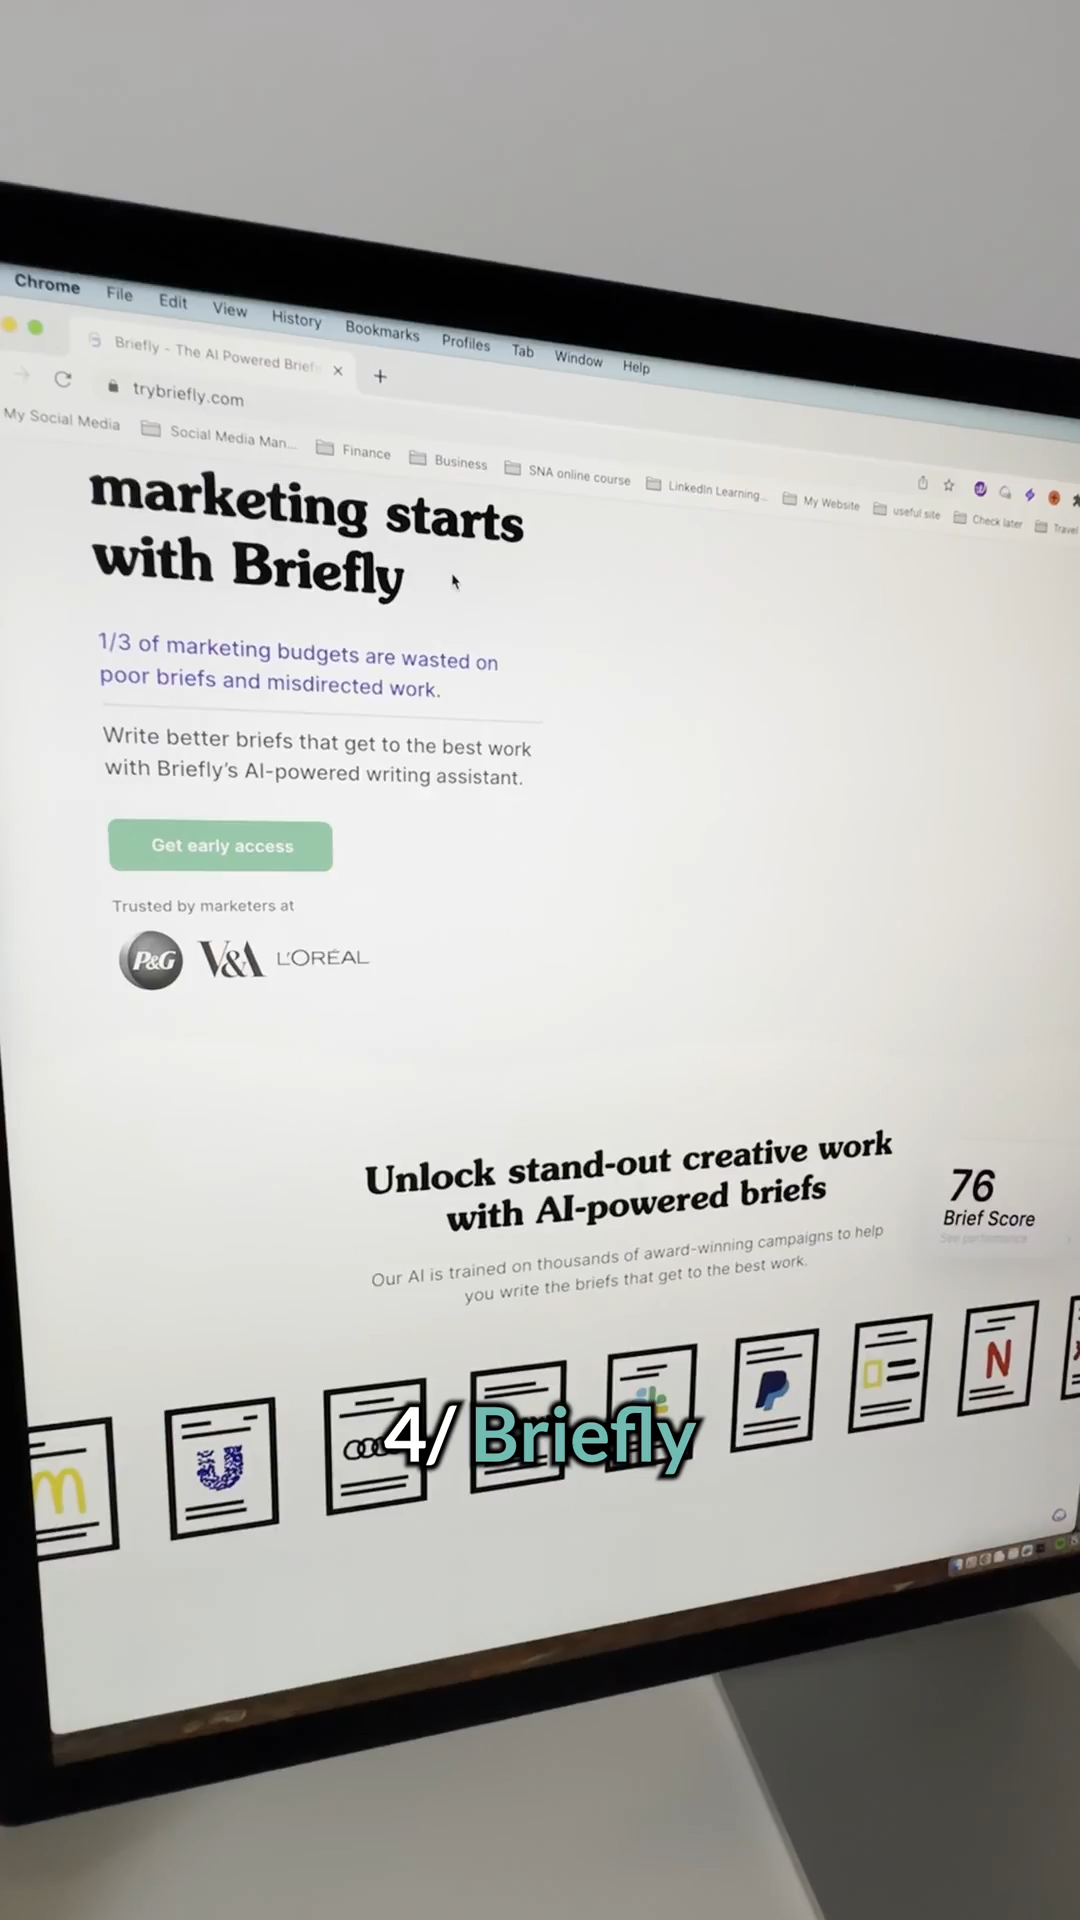 Chrome File Edit View History Bookmarks Profiles Tab Window Help
Briefly - The AI Powered Brief
trybriefly.com
My Social Media Social Media Man... Finance Business SNA online course LinkedIn Learning... My Website useful site Check later Travel
marketing starts
with Briefly
1/3 of marketing budgets are wasted on
poor briefs and misdirected work.
Write better briefs that get to the best work
with Briefly's AI-powered writing assistant.
Get early access
Trusted by marketers at
P&G V&A L'ORÉAL
Unlock stand-out creative work
with AI-powered briefs
76
Brief Score
See performance
Our AI is trained on thousands of award-winning campaigns to help
you write the briefs that get to the best work.
4/ Briefly